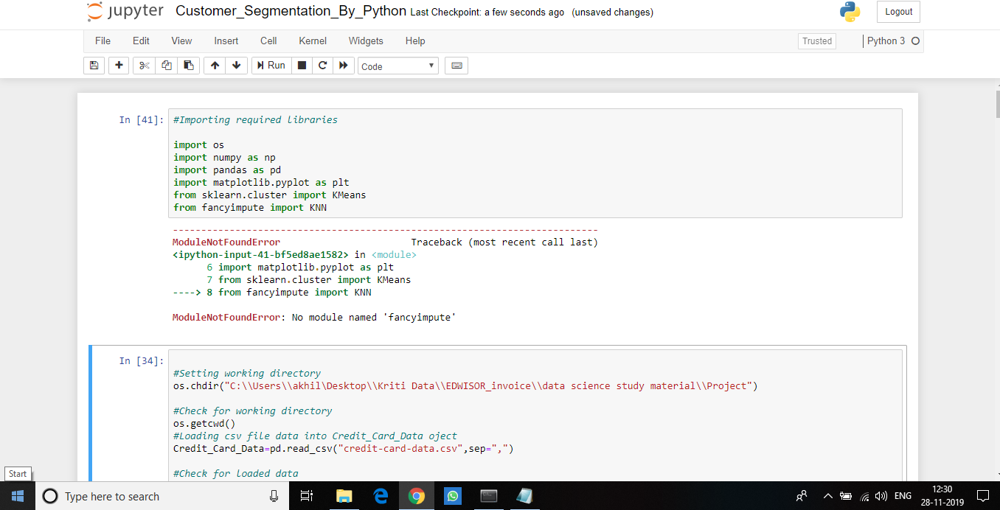 jupyter Customer_Segmentation_By_Python Last Checkpoint: a few seconds ago (unsaved changes) Logout
File Edit View Insert Cell Kernel Widgets Help Trusted Python 3
Run Code
In [41]: #Importing required libraries
import os
import numpy as np
import pandas as pd
import matplotlib.pyplot as plt
from sklearn.cluster import KMeans
from fancyimpute import KNN
---------------------------------------------------------------------------
ModuleNotFoundError Traceback (most recent call last)
<ipython-input-41-bf5ed8ae1582> in <module>
6 import matplotlib.pyplot as plt
7 from sklearn.cluster import KMeans
----> 8 from fancyimpute import KNN
ModuleNotFoundError: No module named 'fancyimpute'
In [34]:
#Setting working directory
os.chdir("C:\\Users\\akhil\Desktop\\Kriti Data\\EDWISOR_invoice\\data science study material\\Project")
#Check for working directory
os.getcwd()
#Loading csv file data into Credit_Card_Data oject
Credit_Card_Data=pd.read_csv("credit-card-data.csv",sep=",")
#Check for loaded data
Start
Type here to search
ENG
12:30
28-11-2019